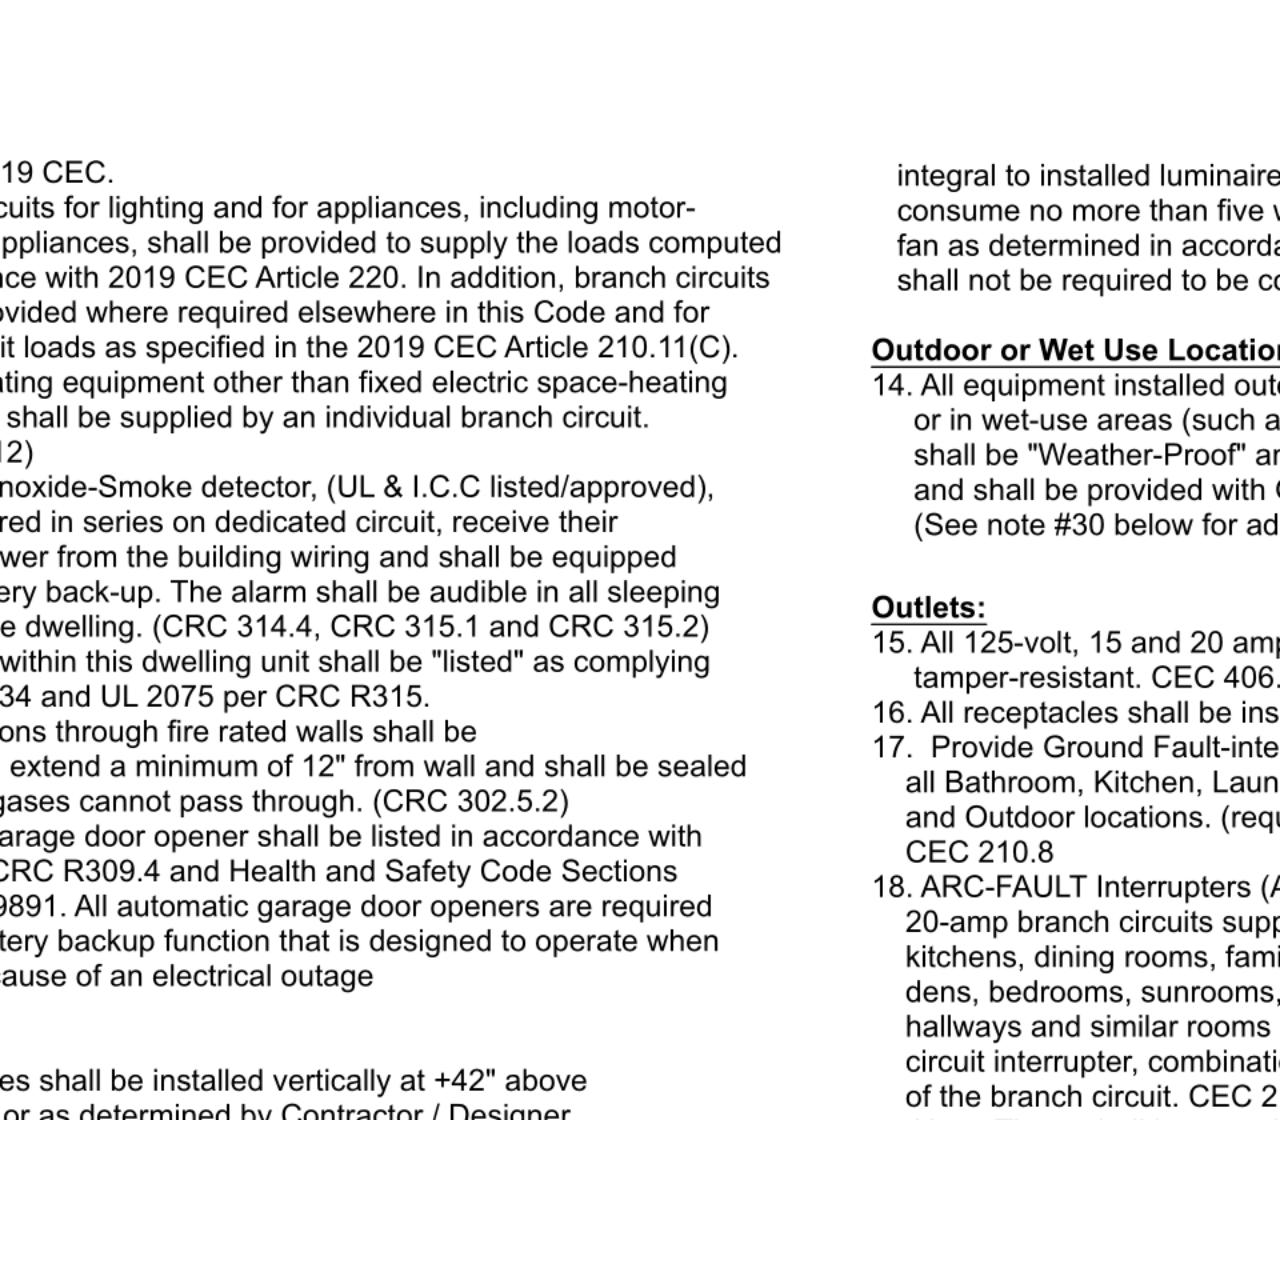 19 CEC.
cuits for lighting and for appliances, including motor-
ppliances, shall be provided to supply the loads computed
nce with 2019 CEC Article 220. In addition, branch circuits
ovided where required elsewhere in this Code and for
it loads as specified in the 2019 CEC Article 210.11(C).
ating equipment other than fixed electric space-heating
shall be supplied by an individual branch circuit.
12)
noxide-Smoke detector, (UL & I.C.C listed/approved),
red in series on dedicated circuit, receive their
wer from the building wiring and shall be equipped
ery back-up. The alarm shall be audible in all sleeping
e dwelling. (CRC 314.4, CRC 315.1 and CRC 315.2)
within this dwelling unit shall be "listed" as complying
34 and UL 2075 per CRC R315.
ons through fire rated walls shall be
extend a minimum of 12" from wall and shall be sealed
gases cannot pass through. (CRC 302.5.2)
arage door opener shall be listed in accordance with
CRC R309.4 and Health and Safety Code Sections
9891. All automatic garage door openers are required
tery backup function that is designed to operate when
cause of an electrical outage
es shall be installed vertically at +42" above
or as determined by Contractor / Designer
integral to installed luminaire
consume no more than five w
fan as determined in accorda
shall not be required to be co
Outdoor or Wet Use Location
14. All equipment installed outd
or in wet-use areas (such a
shall be "Weather-Proof" an
and shall be provided with G
(See note #30 below for ad
Outlets:
15. All 125-volt, 15 and 20 amp
tamper-resistant. CEC 406.
16. All receptacles shall be ins
17. Provide Ground Fault-inte
all Bathroom, Kitchen, Laun
and Outdoor locations. (requ
CEC 210.8
18. ARC-FAULT Interrupters (A
20-amp branch circuits supp
kitchens, dining rooms, fami
dens, bedrooms, sunrooms,
hallways and similar rooms
circuit interrupter, combinatio
of the branch circuit. CEC 2